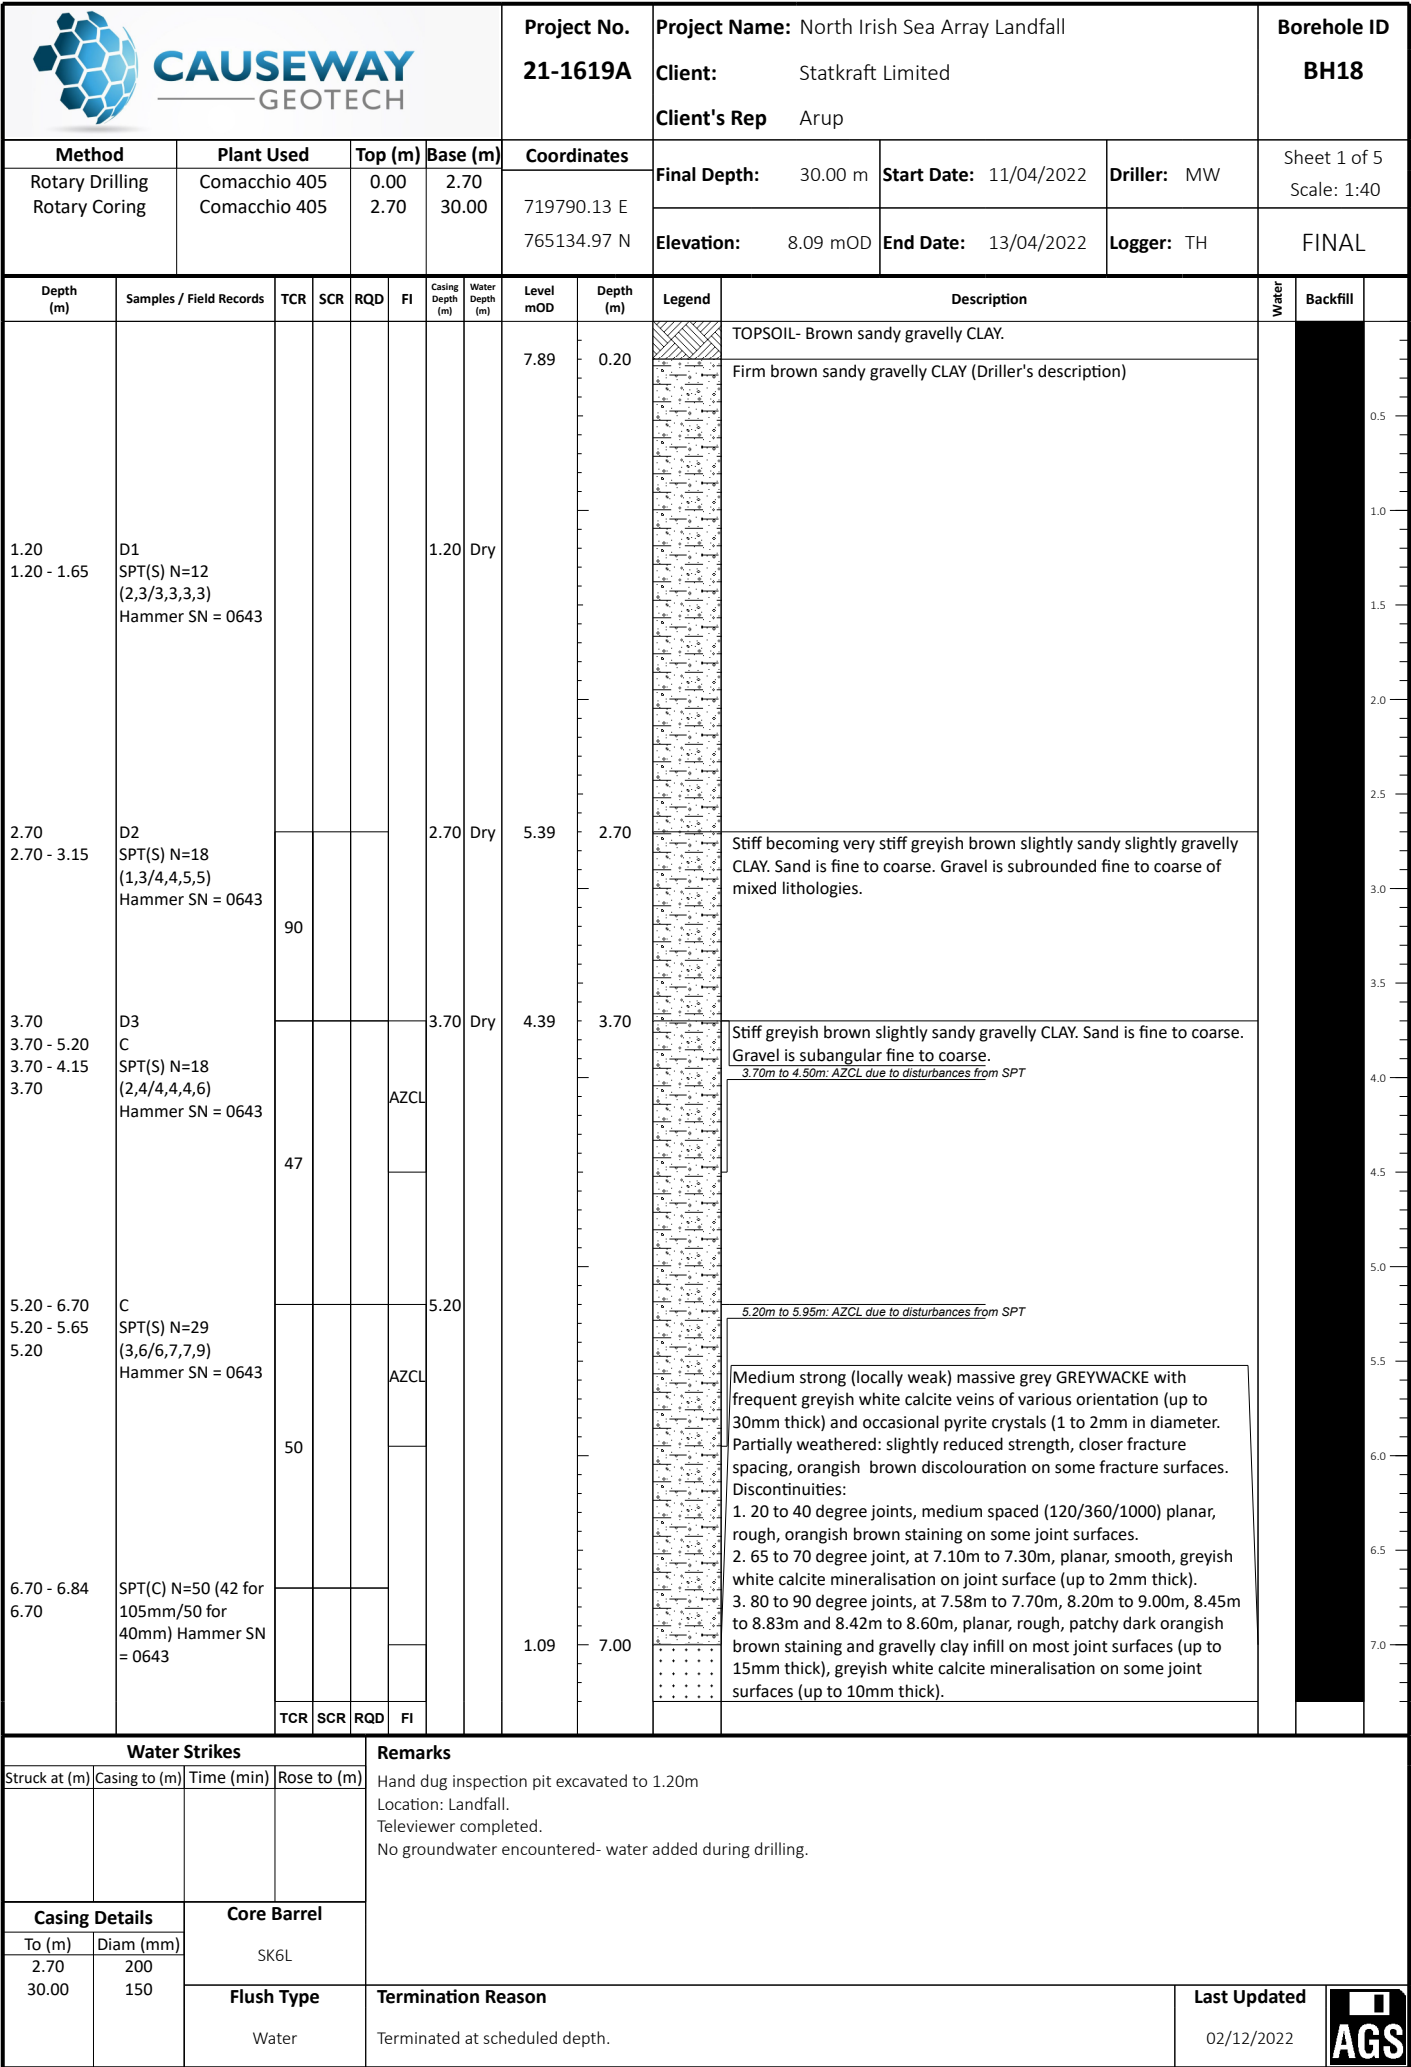 CAUSEWAY
GEOTECH
Project No.
21-1619A
Project Name: North Irish Sea Array Landfall
Client: Statkraft Limited
Client's Rep Arup
Borehole ID
BH18
Method Plant Used Top (m) Base (m)
Rotary Drilling Comacchio 405 0.00 2.70
Rotary Coring Comacchio 405 2.70 30.00
Coordinates
719790.13 E
765134.97 N
Final Depth: 30.00 m Start Date: 11/04/2022 Driller: MW
Elevation: 8.09 mOD End Date: 13/04/2022 Logger: TH
Sheet 1 of 5
Scale: 1:40
FINAL
Depth (m) Samples / Field Records TCR SCR RQD FI Casing Depth (m) Water Depth (m) Level mOD Depth (m) Legend Description Water Backfill
TOPSOIL- Brown sandy gravelly CLAY.
7.89 0.20
Firm brown sandy gravelly CLAY (Driller's description)
0.5
1.0
1.20 D1 1.20 Dry
1.20 - 1.65 SPT(S) N=12
(2,3/3,3,3,3)
Hammer SN = 0643
1.5
2.0
2.5
2.70 D2 2.70 Dry 5.39 2.70
2.70 - 3.15 SPT(S) N=18
(1,3/4,4,5,5)
Hammer SN = 0643
90
Stiff becoming very stiff greyish brown slightly sandy slightly gravelly
CLAY. Sand is fine to coarse. Gravel is subrounded fine to coarse of
mixed lithologies.
3.0
3.5
3.70 D3 3.70 Dry 4.39 3.70
3.70 - 5.20 C
3.70 - 4.15 SPT(S) N=18
3.70 (2,4/4,4,4,6)
Hammer SN = 0643
AZCL
47
Stiff greyish brown slightly sandy gravelly CLAY. Sand is fine to coarse.
Gravel is subangular fine to coarse.
3.70m to 4.50m: AZCL due to disturbances from SPT
4.0
4.5
5.0
5.20 - 6.70 C 5.20
5.20 - 5.65 SPT(S) N=29
5.20 (3,6/6,7,7,9)
Hammer SN = 0643
AZCL
50
5.20m to 5.95m: AZCL due to disturbances from SPT
5.5
Medium strong (locally weak) massive grey GREYWACKE with
frequent greyish white calcite veins of various orientation (up to
30mm thick) and occasional pyrite crystals (1 to 2mm in diameter.
Partially weathered: slightly reduced strength, closer fracture
spacing, orangish brown discolouration on some fracture surfaces.
Discontinuities:
1. 20 to 40 degree joints, medium spaced (120/360/1000) planar,
rough, orangish brown staining on some joint surfaces.
2. 65 to 70 degree joint, at 7.10m to 7.30m, planar, smooth, greyish
white calcite mineralisation on joint surface (up to 2mm thick).
3. 80 to 90 degree joints, at 7.58m to 7.70m, 8.20m to 9.00m, 8.45m
to 8.83m and 8.42m to 8.60m, planar, rough, patchy dark orangish
brown staining and gravelly clay infill on most joint surfaces (up to
15mm thick), greyish white calcite mineralisation on some joint
surfaces (up to 10mm thick).
6.0
6.5
6.70 - 6.84 SPT(C) N=50 (42 for
6.70 105mm/50 for
40mm) Hammer SN
= 0643
1.09 7.00
7.0
TCR SCR RQD FI
Water Strikes
Struck at (m) Casing to (m) Time (min) Rose to (m)
Remarks
Hand dug inspection pit excavated to 1.20m
Location: Landfall.
Televiewer completed.
No groundwater encountered- water added during drilling.
Casing Details
To (m) Diam (mm)
2.70 200
30.00 150
Core Barrel
SK6L
Flush Type
Water
Termination Reason
Terminated at scheduled depth.
Last Updated
02/12/2022
AGS